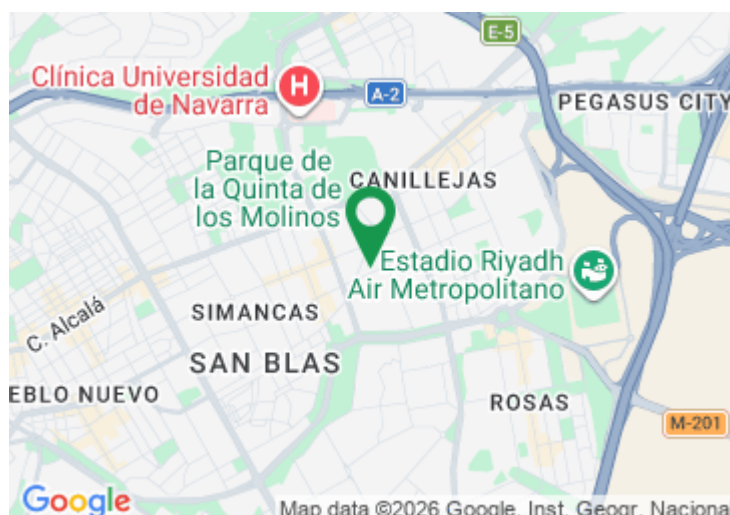 E-5
Clínica Universidad
de Navarra
H
A-2
PEGASUS CITY
Parque de
la Quinta de
los Molinos
CANILLEJAS
Estadio Riyadh
Air Metropolitano
SIMANCAS
C. Alcalá
SAN BLAS
EBLO NUEVO
ROSAS
M-201
Google
Map data ©2026 Google, Inst. Geogr. Naciona